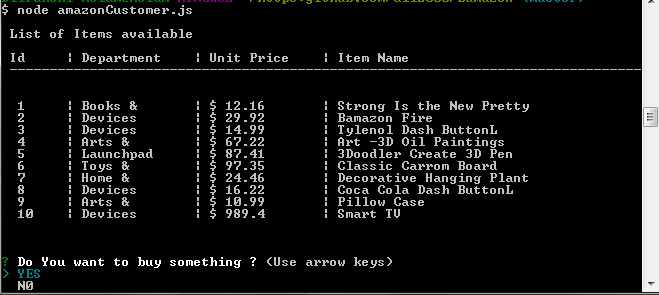 $ node amazonCustomer.js
List of Items available
Id ¦ Department ¦ Unit Price ¦ Item Name
1 ¦ Books & ¦ $ 12.16 ¦ Strong Is the New Pretty
2 ¦ Devices ¦ $ 29.92 ¦ Bamazon Fire
3 ¦ Devices ¦ $ 14.99 ¦ Tylenol Dash ButtonL
4 ¦ Arts & ¦ $ 67.22 ¦ Art -3D Oil Paintings
5 ¦ Launchpad ¦ $ 87.41 ¦ 3Doodler Create 3D Pen
6 ¦ Toys & ¦ $ 97.35 ¦ Classic Carrom Board
7 ¦ Home & ¦ $ 24.46 ¦ Decorative Hanging Plant
8 ¦ Devices ¦ $ 16.22 ¦ Coca Cola Dash ButtonL
9 ¦ Arts & ¦ $ 10.99 ¦ Pillow Case
10 ¦ Devices ¦ $ 989.4 ¦ Smart TV
? Do You want to buy something ? (Use arrow keys)
> YES
NO